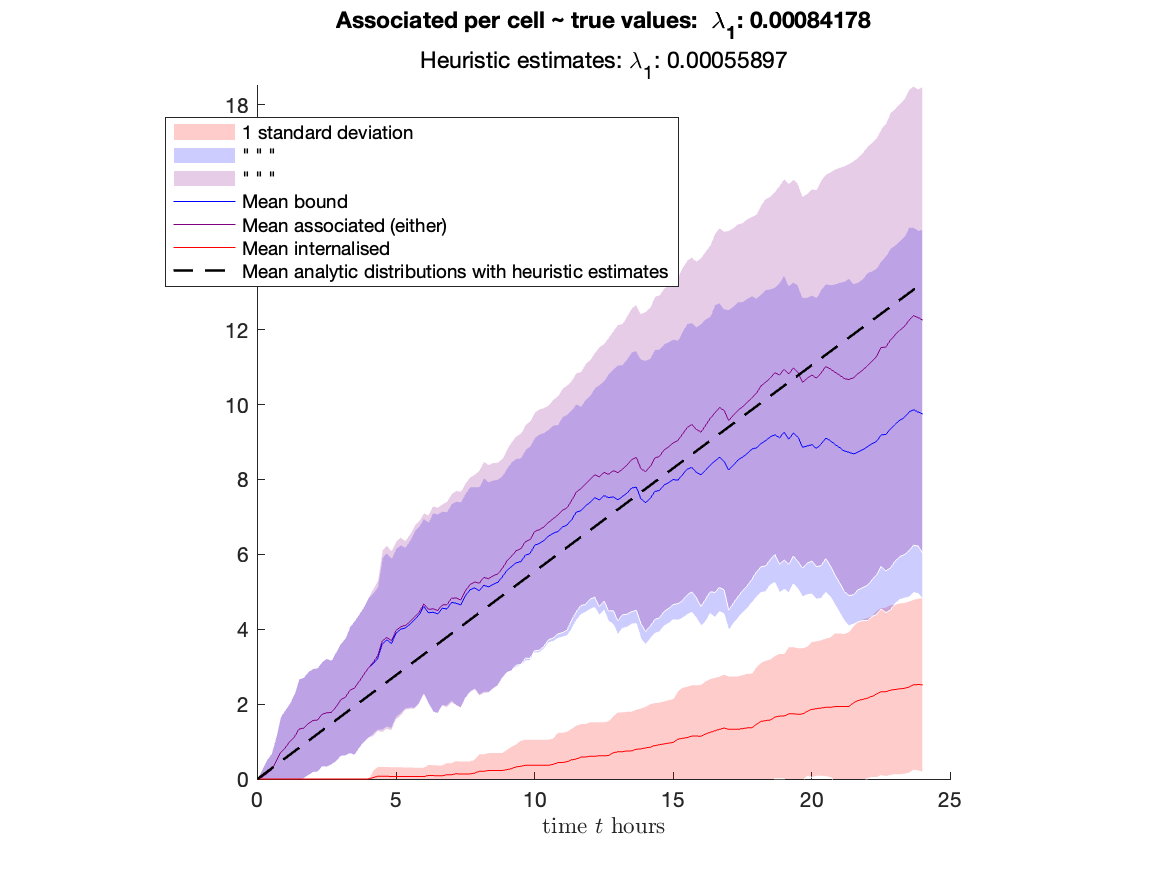 Associated per cell ~ true values: λ₁: 0.00084178
Heuristic estimates: λ₁: 0.00055897
18
1 standard deviation
" " "
" " "
Mean bound
Mean associated (either)
Mean internalised
Mean analytic distributions with heuristic estimates
12
10
8
6
4
2
0
0 5 10 15 20 25
time t hours